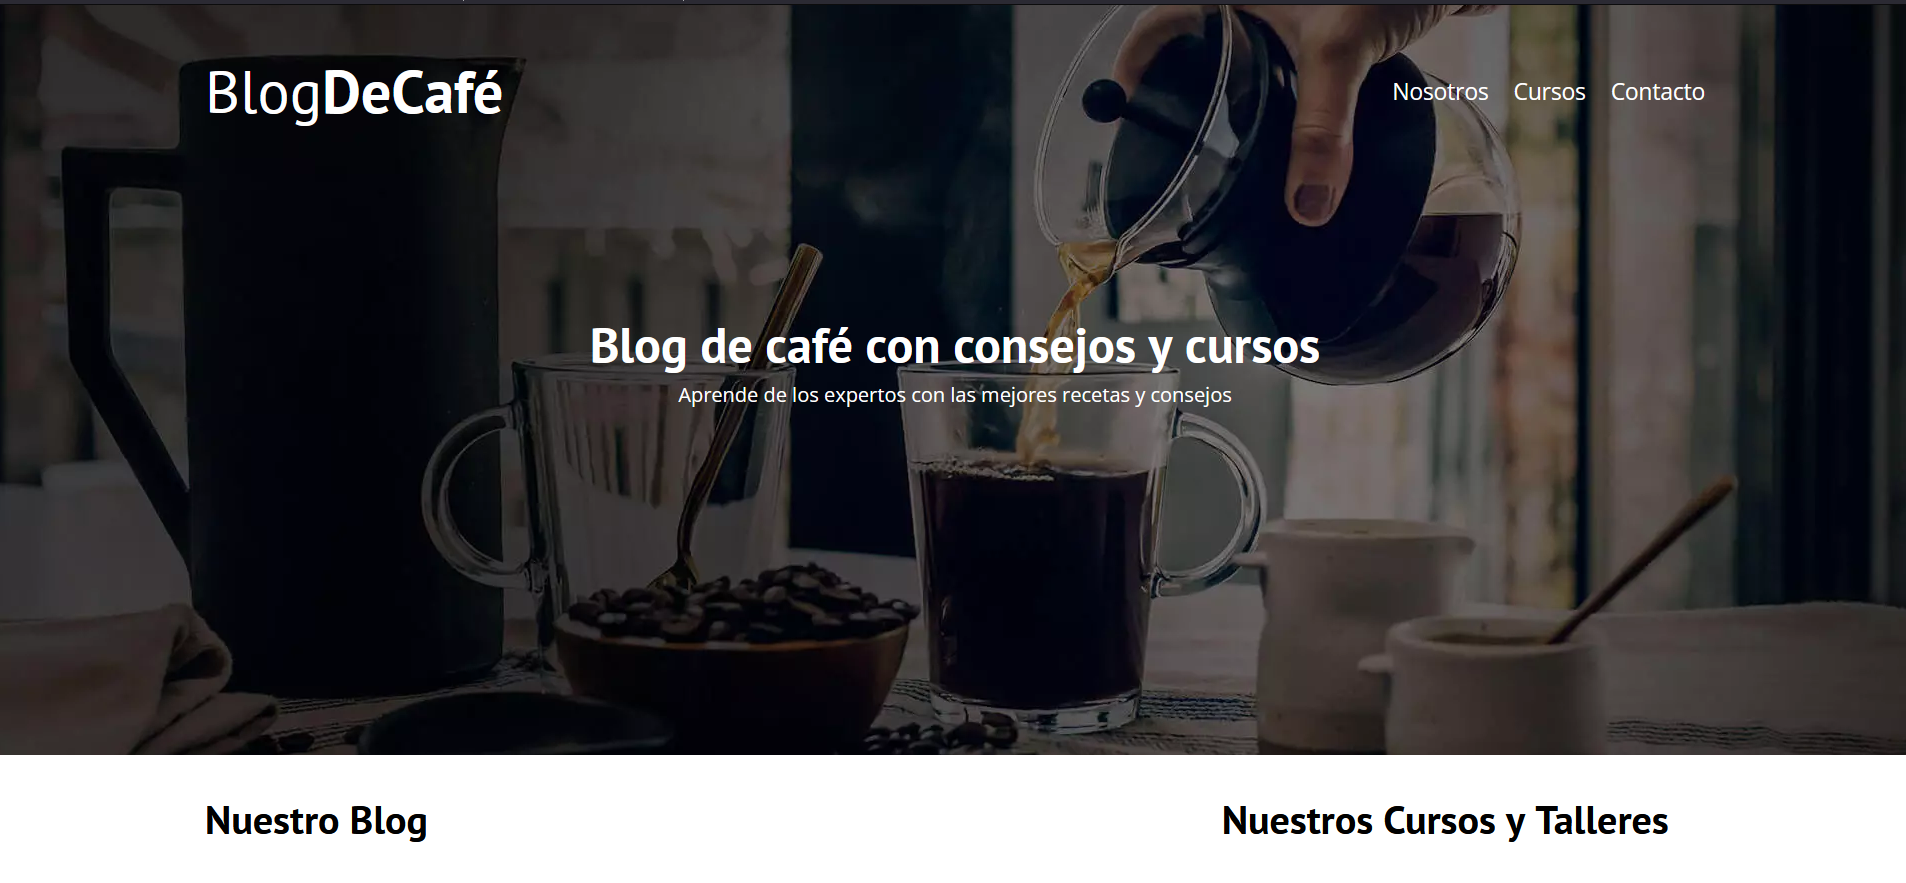 BlogDeCafé
Nosotros Cursos Contacto
Blog de café con consejos y cursos
Aprende de los expertos con las mejores recetas y consejos
Nuestro Blog
Nuestros Cursos y Talleres